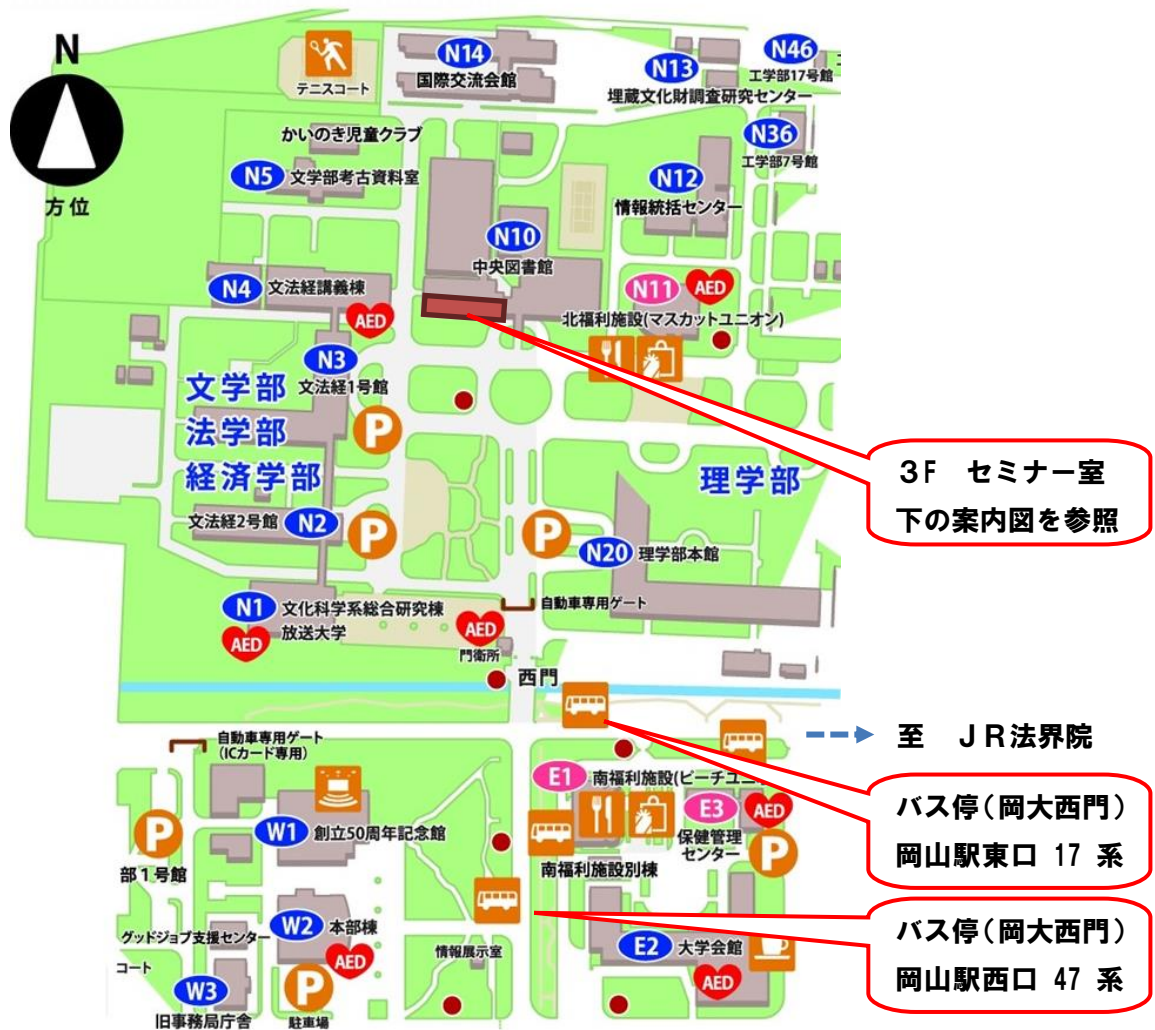 N
方位
テニスコート
N14
国際交流会館
N13
埋蔵文化財調査研究センター
N46
工学部17号館
N36
工学部7号館
かいのき児童クラブ
N5 文学部考古資料室
N12
情報統括センター
N10
中央図書館
N4 文法経講義棟
AED
N11 AED
北福利施設(マスカットユニオン)
N3
文法経1号館
文学部
法学部
経済学部
P
理学部
3F セミナー室
下の案内図を参照
文法経2号館 N2
P
P
N20 理学部本館
N1 文化科学系総合研究棟
放送大学
AED
AED
門衛所
自動車専用ゲート
西門
至 JR法界院
自動車専用ゲート
(ICカード専用)
E1 南福利施設(ピーチユニ
E3 AED
保健管理
センター
P
バス停(岡大西門)
岡山駅東口 17 系
P
部1号館
W1 創立50周年記念館
南福利施設別棟
W2 本部棟
AED
グッドジョブ支援センター
コート
情報展示室
E2 大学会館
AED
バス停(岡大西門)
岡山駅西口 47 系
W3
旧事務局庁舎
P
駐車場